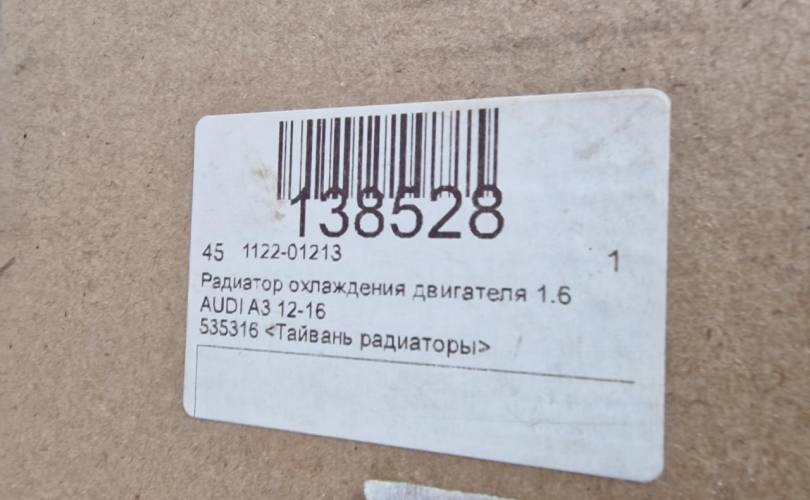 138528
45 1122-01213 1
Радиатор охлаждения двигателя 1.6
AUDI A3 12-16
535316 <Тайвань радиаторы>